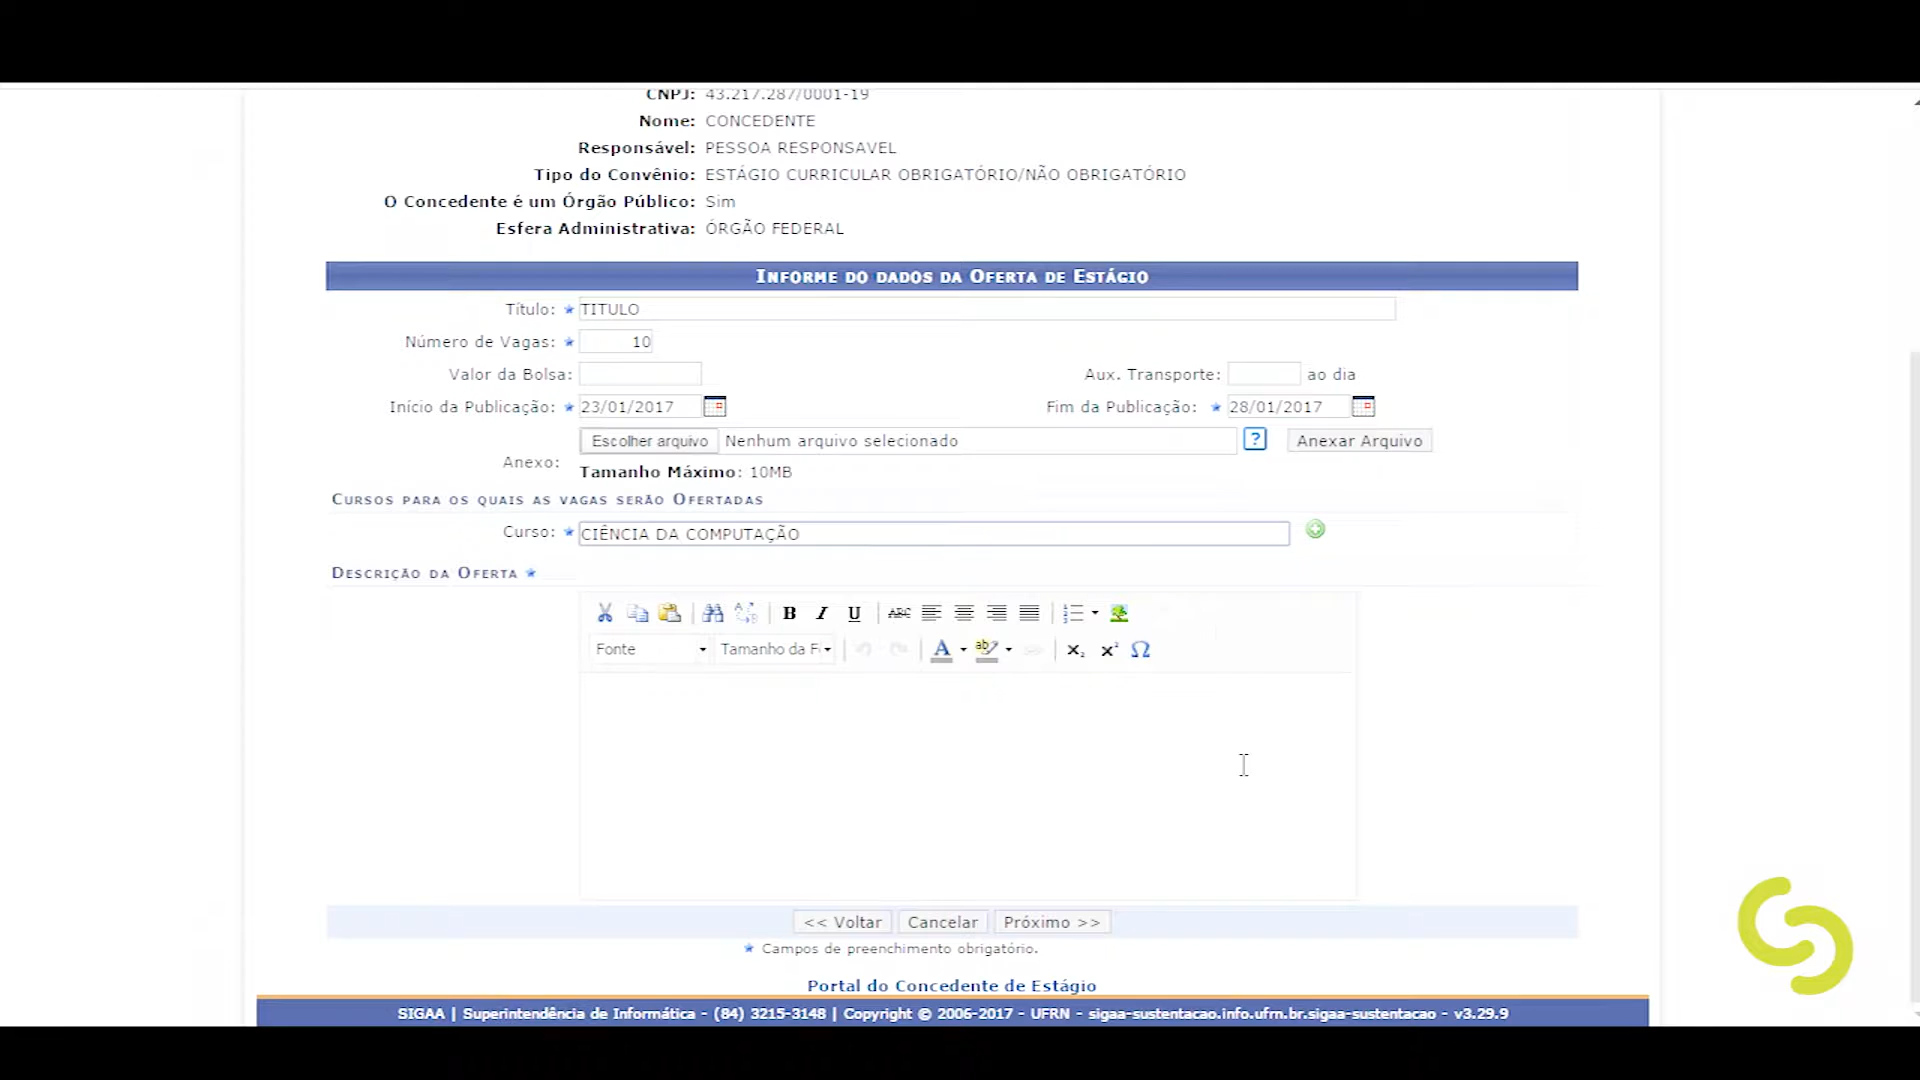 CNPJ: 43.217.287/0001-19
Nome: CONCEDENTE
Responsável: PESSOA RESPONSAVEL
Tipo do Convênio: ESTÁGIO CURRICULAR OBRIGATÓRIO/NÃO OBRIGATÓRIO
O Concedente é um Órgão Público: Sim
Esfera Administrativa: ÓRGÃO FEDERAL
INFORME DO DADOS DA OFERTA DE ESTÁGIO
Título: TITULO
Número de Vagas: 10
Valor da Bolsa: Aux. Transporte: ao dia
Início da Publicação: 23/01/2017 Fim da Publicação: 28/01/2017
Escolher arquivo Nenhum arquivo selecionado ? Anexar Arquivo
Anexo:
Tamanho Máximo: 10MB
CURSOS PARA OS QUAIS AS VAGAS SERÃO OFERTADAS
Curso: CIÊNCIA DA COMPUTAÇÃO
DESCRIÇÃO DA OFERTA
B I U ABC
Fonte Tamanho da F A ab x₂ x² Ω
<< Voltar Cancelar Próximo >>
Campos de preenchimento obrigatório.
Portal do Concedente de Estágio
SIGAA | Superintendência de Informática - (84) 3215-3148 | Copyright © 2006-2017 - UFRN - sigaa-sustentacao.info.ufrn.br.sigaa-sustentacao - v3.29.9